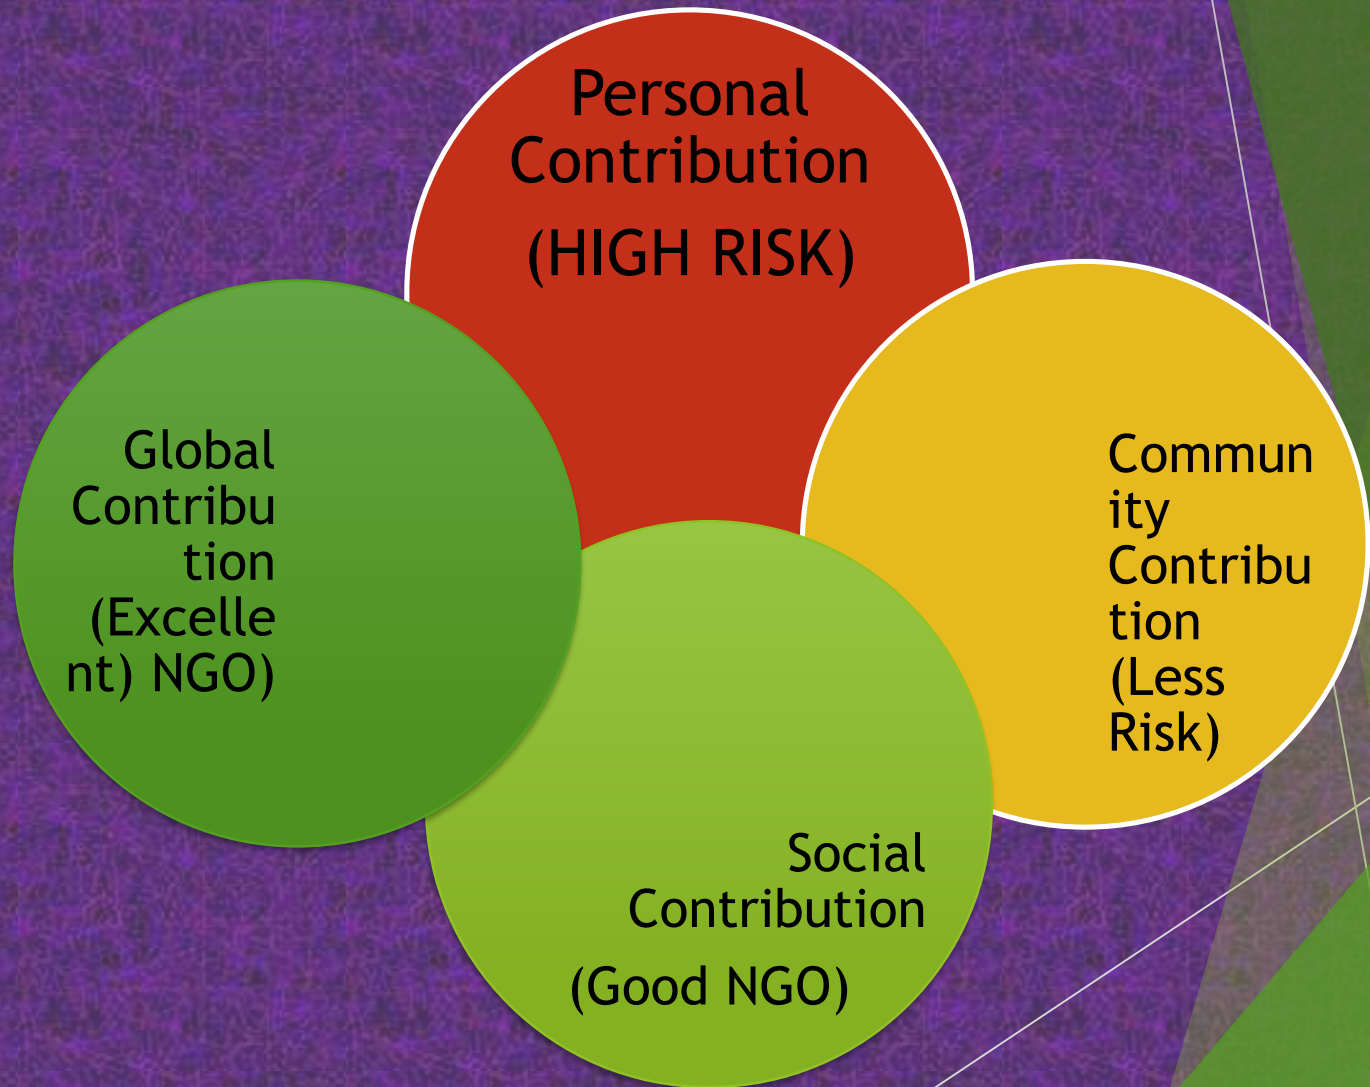 Personal
Contribution
(HIGH RISK)
Commun
ity
Contribu
tion
(Less
Risk)
Social
Contribution
(Good NGO)
Global
Contribu
tion
(Excelle
nt) NGO)